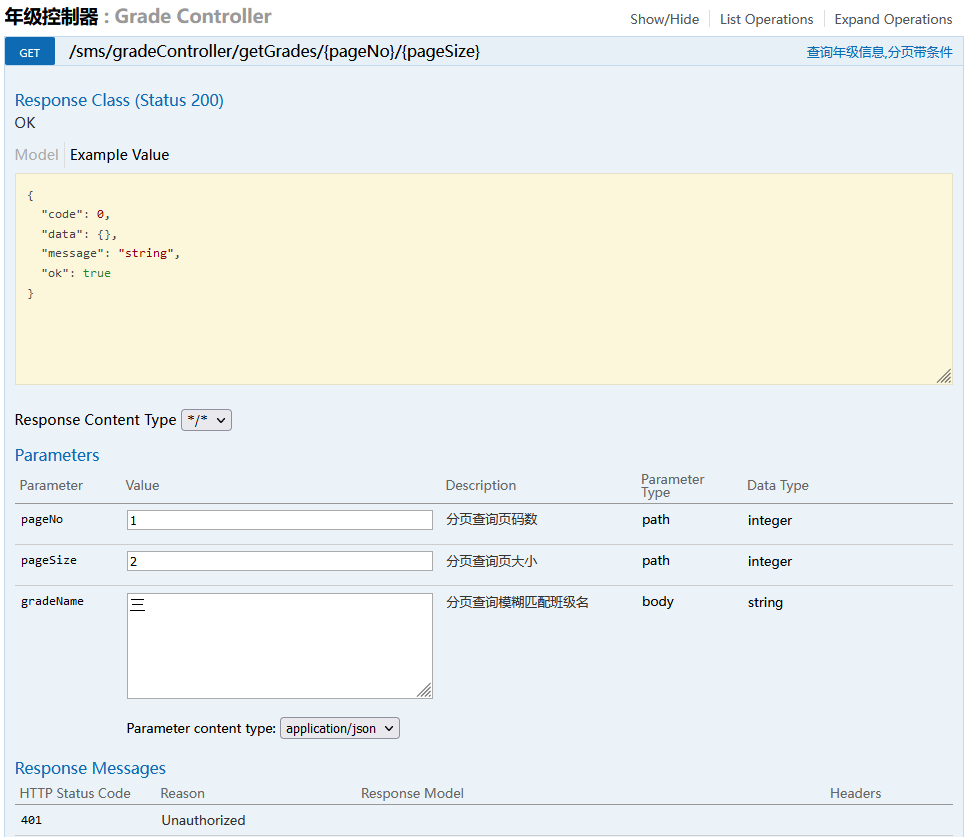 年级控制器 : Grade Controller
Show/Hide List Operations Expand Operations
GET /sms/gradeController/getGrades/{pageNo}/{pageSize} 查询年级信息,分页带条件
Response Class (Status 200)
OK
Model Example Value
{
"code": 0,
"data": {},
"message": "string",
"ok": true
}
Response Content Type */*
Parameters
Parameter Value Description Parameter Type Data Type
pageNo 1 分页查询页码数 path integer
pageSize 2 分页查询页大小 path integer
gradeName 三 分页查询模糊匹配班级名 body string
Parameter content type: application/json
Response Messages
HTTP Status Code Reason Response Model Headers
401 Unauthorized